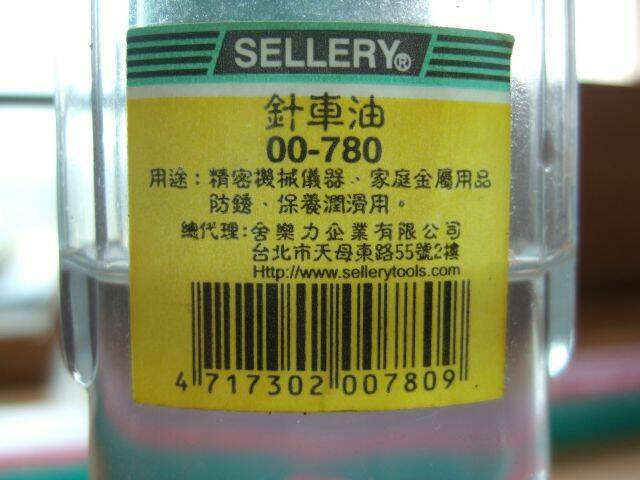 SELLERY®
針車油
00-780
用途：精密機械儀器、家庭金屬用品
防銹、保養潤滑用。
總代理:舍樂力企業有限公司
台北市天母東路55號2樓
Http://www.sellerytools.com
4 717302 007809